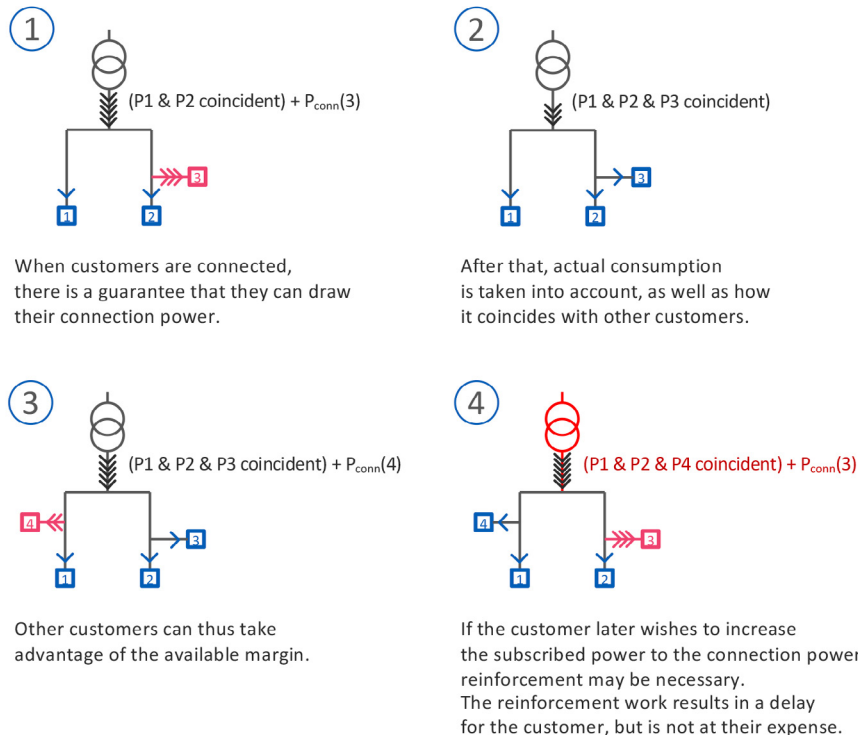 1
(P1 & P2 coincident) + Pconn(3)
3
1
2
When customers are connected,
there is a guarantee that they can draw
their connection power.
2
(P1 & P2 & P3 coincident)
3
1
2
After that, actual consumption
is taken into account, as well as how
it coincides with other customers.
3
(P1 & P2 & P3 coincident) + Pconn(4)
4
3
1
2
Other customers can thus take
advantage of the available margin.
4
(P1 & P2 & P4 coincident) + Pconn(3)
4
3
1
2
If the customer later wishes to increase
the subscribed power to the connection power
reinforcement may be necessary.
The reinforcement work results in a delay
for the customer, but is not at their expense.